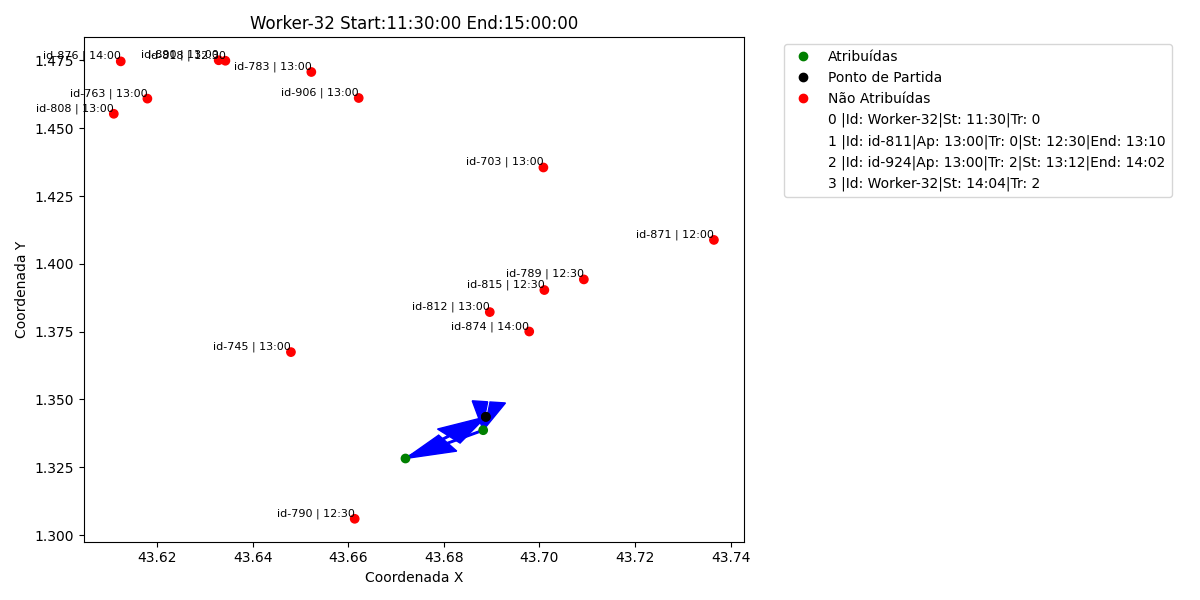 Worker-32 Start:11:30:00 End:15:00:00
Coordenada Y
1.475
1.450
1.425
1.400
1.375
1.350
1.325
1.300
id-876 | 14:00
id-783 | 13:00
id-763 | 13:00
id-906 | 13:00
id-808 | 13:00
id-703 | 13:00
id-871 | 12:00
id-789 | 12:30
id-815 | 12:30
id-812 | 13:00
id-874 | 14:00
id-745 | 13:00
id-790 | 12:30
43.62 43.64 43.66 43.68 43.70 43.72 43.74
Coordenada X
Atribuídas
Ponto de Partida
Não Atribuídas
0 |Id: Worker-32|St: 11:30|Tr: 0
1 |Id: id-811|Ap: 13:00|Tr: 0|St: 12:30|End: 13:10
2 |Id: id-924|Ap: 13:00|Tr: 2|St: 13:12|End: 14:02
3 |Id: Worker-32|St: 14:04|Tr: 2